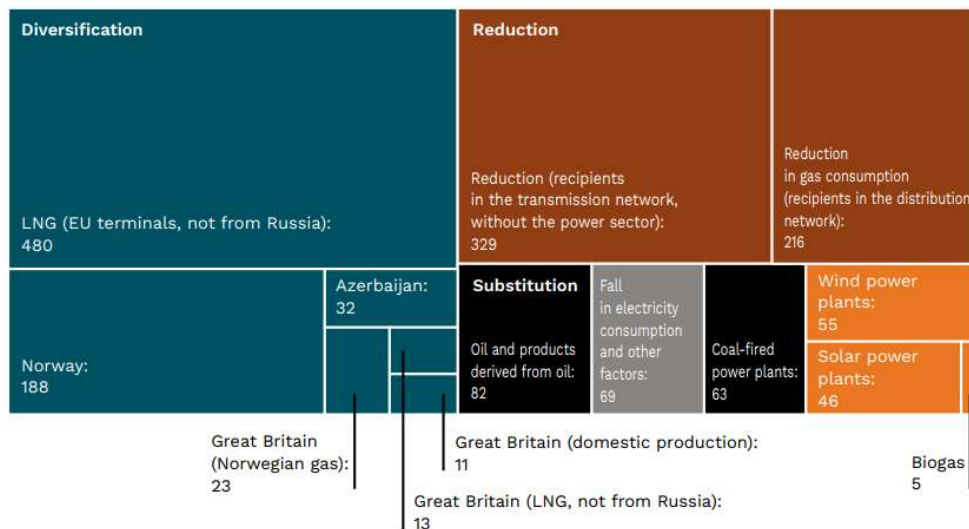 Diversification
LNG (EU terminals, not from Russia):
480
Norway:
188
Azerbaijan:
32
Great Britain
(Norwegian gas):
23
Great Britain (domestic production):
11
Great Britain (LNG, not from Russia):
13
Reduction
Reduction (recipients
in the transmission network,
without the power sector):
329
Reduction
in gas consumption
(recipients in the distribution
network):
216
Substitution
Oil and products
derived from oil:
82
Fall
in electricity
consumption
and other
factors:
69
Coal-fired
power plants:
63
Wind power
plants:
55
Solar power
plants:
46
Biogas
5